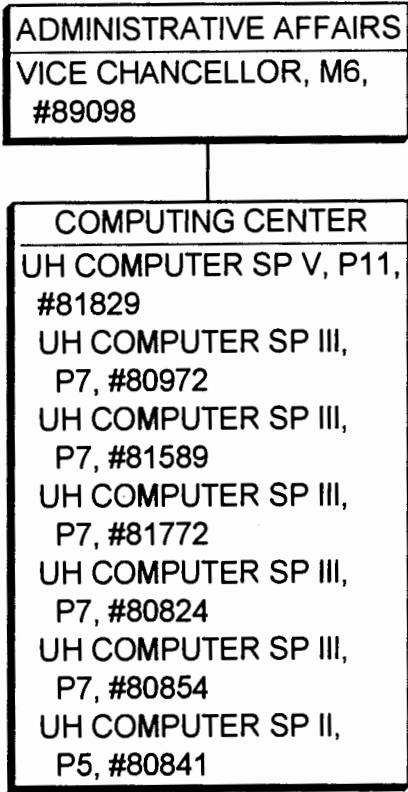 ADMINISTRATIVE AFFAIRS
VICE CHANCELLOR, M6,
#89098
COMPUTING CENTER
UH COMPUTER SP V, P11,
#81829
UH COMPUTER SP III,
P7, #80972
UH COMPUTER SP III,
P7, #81589
UH COMPUTER SP III,
P7, #81772
UH COMPUTER SP III,
P7, #80824
UH COMPUTER SP III,
P7, #80854
UH COMPUTER SP II,
P5, #80841